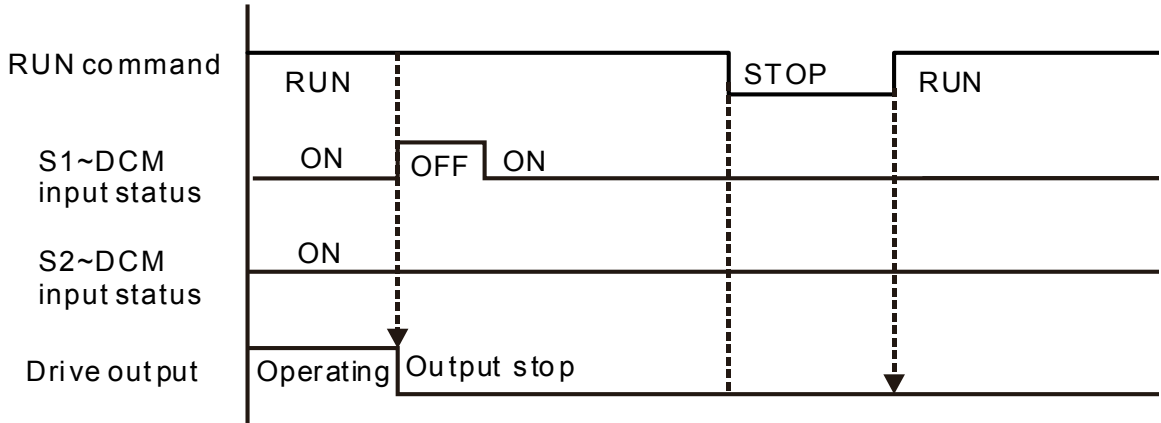 RUN command
RUN
STOP
RUN
S1~DCM
input status
ON
OFF
ON
S2~DCM
input status
ON
Drive output
Operating
Output stop